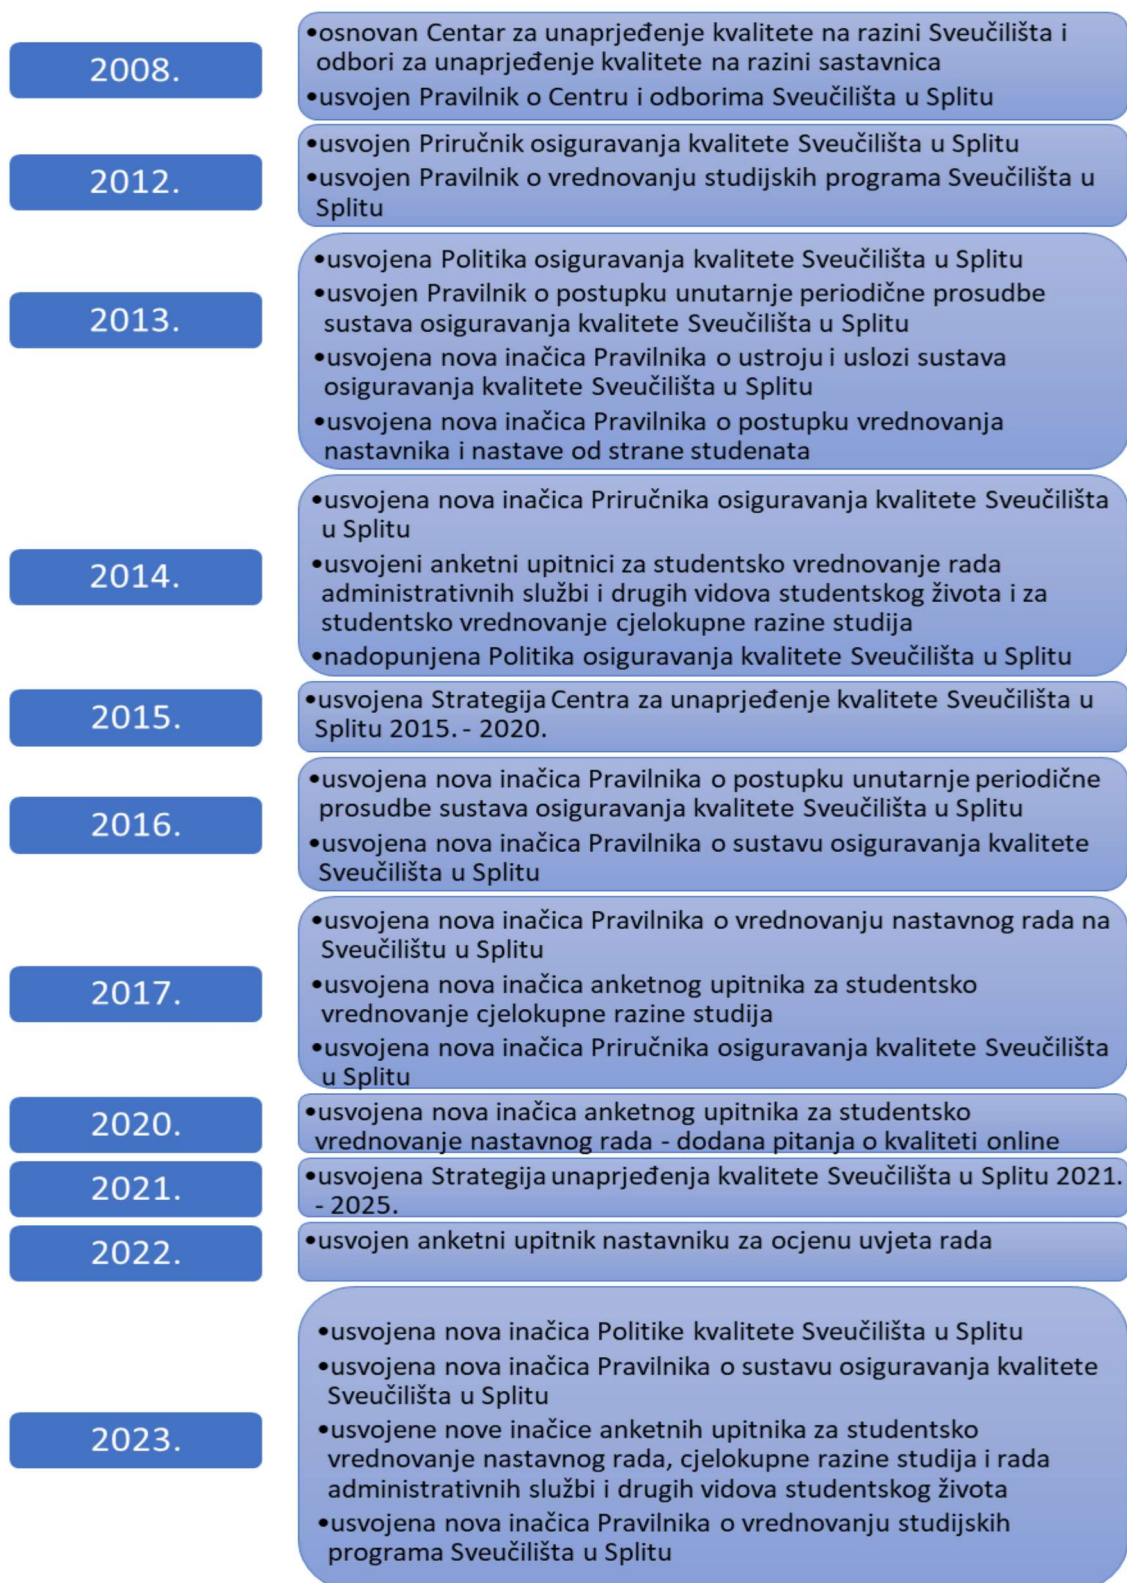 2008.
•osnovan Centar za unaprjeđenje kvalitete na razini Sveučilišta i
odbori za unaprjeđenje kvalitete na razini sastavnica
•usvojen Pravilnik o Centru i odborima Sveučilišta u Splitu
2012.
•usvojen Priručnik osiguravanja kvalitete Sveučilišta u Splitu
•usvojen Pravilnik o vrednovanju studijskih programa Sveučilišta u
Splitu
2013.
•usvojena Politika osiguravanja kvalitete Sveučilišta u Splitu
•usvojen Pravilnik o postupku unutarnje periodične prosudbe
sustava osiguravanja kvalitete Sveučilišta u Splitu
•usvojena nova inačica Pravilnika o ustroju i uslozi sustava
osiguravanja kvalitete Sveučilišta u Splitu
•usvojena nova inačica Pravilnika o postupku vrednovanja
nastavnika i nastave od strane studenata
2014.
•usvojena nova inačica Priručnika osiguravanja kvalitete Sveučilišta
u Splitu
•usvojeni anketni upitnici za studentsko vrednovanje rada
administrativnih službi i drugih vidova studentskog života i za
studentsko vrednovanje cjelokupne razine studija
•nadopunjena Politika osiguravanja kvalitete Sveučilišta u Splitu
2015.
•usvojena Strategija Centra za unaprjeđenje kvalitete Sveučilišta u
Splitu 2015. - 2020.
2016.
•usvojena nova inačica Pravilnika o postupku unutarnje periodične
prosudbe sustava osiguravanja kvalitete Sveučilišta u Splitu
•usvojena nova inačica Pravilnika o sustavu osiguravanja kvalitete
Sveučilišta u Splitu
2017.
•usvojena nova inačica Pravilnika o vrednovanju nastavnog rada na
Sveučilištu u Splitu
•usvojena nova inačica anketnog upitnika za studentsko
vrednovanje cjelokupne razine studija
•usvojena nova inačica Priručnika osiguravanja kvalitete Sveučilišta
u Splitu
2020.
•usvojena nova inačica anketnog upitnika za studentsko
vrednovanje nastavnog rada - dodana pitanja o kvaliteti online
2021.
•usvojena Strategija unaprjeđenja kvalitete Sveučilišta u Splitu 2021.
- 2025.
2022.
•usvojen anketni upitnik nastavniku za ocjenu uvjeta rada
2023.
•usvojena nova inačica Politike kvalitete Sveučilišta u Splitu
•usvojena nova inačica Pravilnika o sustavu osiguravanja kvalitete
Sveučilišta u Splitu
•usvojene nove inačice anketnih upitnika za studentsko
vrednovanje nastavnog rada, cjelokupne razine studija i rada
administrativnih službi i drugih vidova studentskog života
•usvojena nova inačica Pravilnika o vrednovanju studijskih
programa Sveučilišta u Splitu